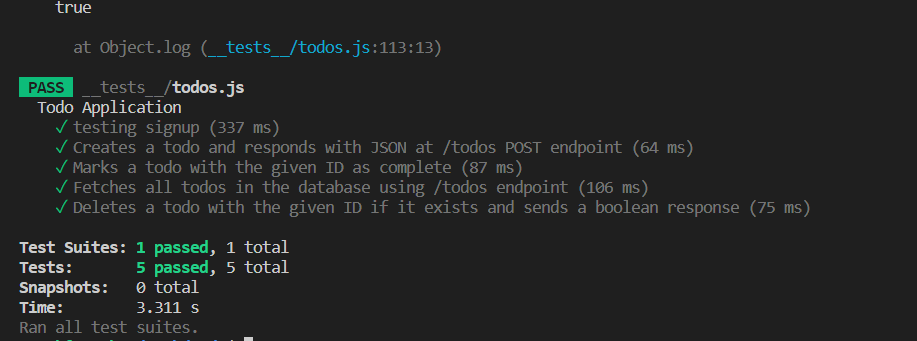 true
at Object.log (__tests__/todos.js:113:13)
PASS __tests__/todos.js
Todo Application
✓ testing signup (337 ms)
✓ Creates a todo and responds with JSON at /todos POST endpoint (64 ms)
✓ Marks a todo with the given ID as complete (87 ms)
✓ Fetches all todos in the database using /todos endpoint (106 ms)
✓ Deletes a todo with the given ID if it exists and sends a boolean response (75 ms)
Test Suites: 1 passed, 1 total
Tests: 5 passed, 5 total
Snapshots: 0 total
Time: 3.311 s
Ran all test suites.